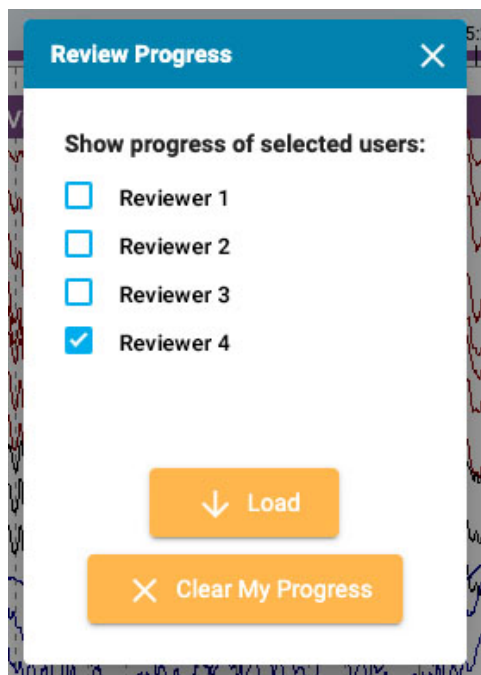 5:
Review Progress
V
Show progress of selected users:
Reviewer 1
Reviewer 2
Reviewer 3
Reviewer 4
Load
Clear My Progress